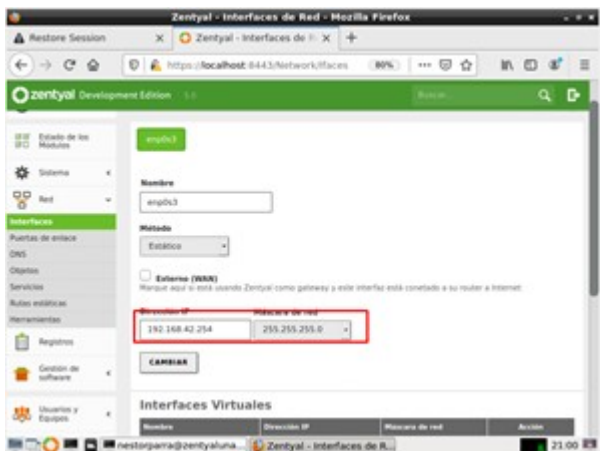 Zentyal - Interfaces de Red - Mozilla Firefox
Restore Session
Zentyal - Interfaces de
https://localhost:8443/Network/Ifaces
80%
zentyal Development Edition
Buscar...
Estado de los
Módulos
Sistema
Red
Interfaces
Puertas de enlace
DNS
Objetos
Servicios
Rutas estáticas
Herramientas
Registros
Gestión de
software
Usuarios y
Equipos
enp0s3
Nombre
enp0s3
Método
Estático
Externo (WAN)
Marque aquí si está usando Zentyal como gateway y este interfaz está conetado a su router a Internet
Dirección IP
Máscara de red
192.168.42.254
255.255.255.0
CAMBIAR
Interfaces Virtuales
Nombre
Dirección IP
Máscara de red
Acción
nestorparra@zentyaluna...
Zentyal - Interfaces de R...
21:00